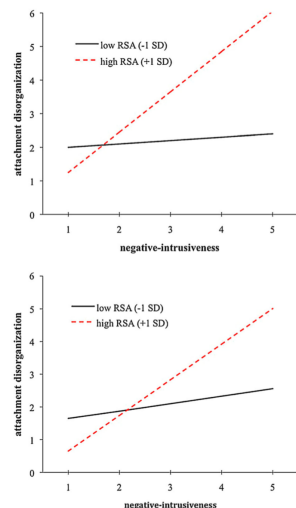 6
5
4
3
2
1
0
attachment disorganization
low RSA (-1 SD)
high RSA (+1 SD)
1 2 3 4 5
negative-intrusiveness
6
5
4
3
2
1
0
attachment disorganization
low RSA (-1 SD)
high RSA (+1 SD)
1 2 3 4 5
negative-intrusiveness